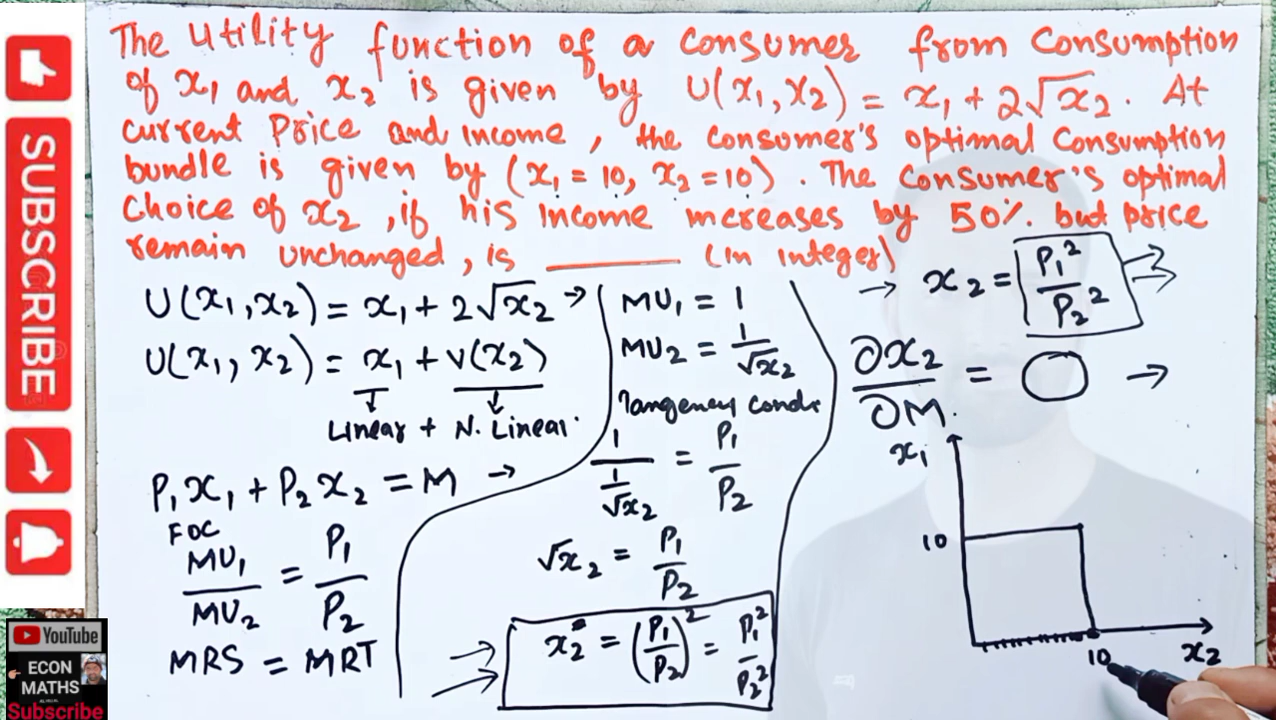 The Utility function of a Consumer from Consumption
of x₁ and x₂ is given by U(x₁,x₂) = x₁ + 2√x₂. At
current Price and income, the consumer's optimal Consumption
bundle is given by (x₁ = 10, x₂ = 10). The Consumer's optimal
Choice of x₂, if his income increases by 50%. but price
remain unchanged, is ______ (in integer)
U(x₁,x₂) = x₁ + 2√x₂ →
U(x₁, x₂) = x₁ + v(x₂)
Linear + N. Linear.
P₁x₁ + P₂x₂ = M →
FOC
MU₁/MU₂ = P₁/P₂
MRS = MRT
MU₁ = 1
MU₂ = 1/√x₂
Tangency Conds
1/(1/√x₂) = P₁/P₂
√x₂ = P₁/P₂
x₂* = (P₁/P₂)² = P₁²/P₂²
→ x₂ = P₁²/P₂²
∂x₂/∂M = 0 →
x₁
10
10
x₂
SUBSCRIBE
YouTube
ECON
MATHS
Subscribe